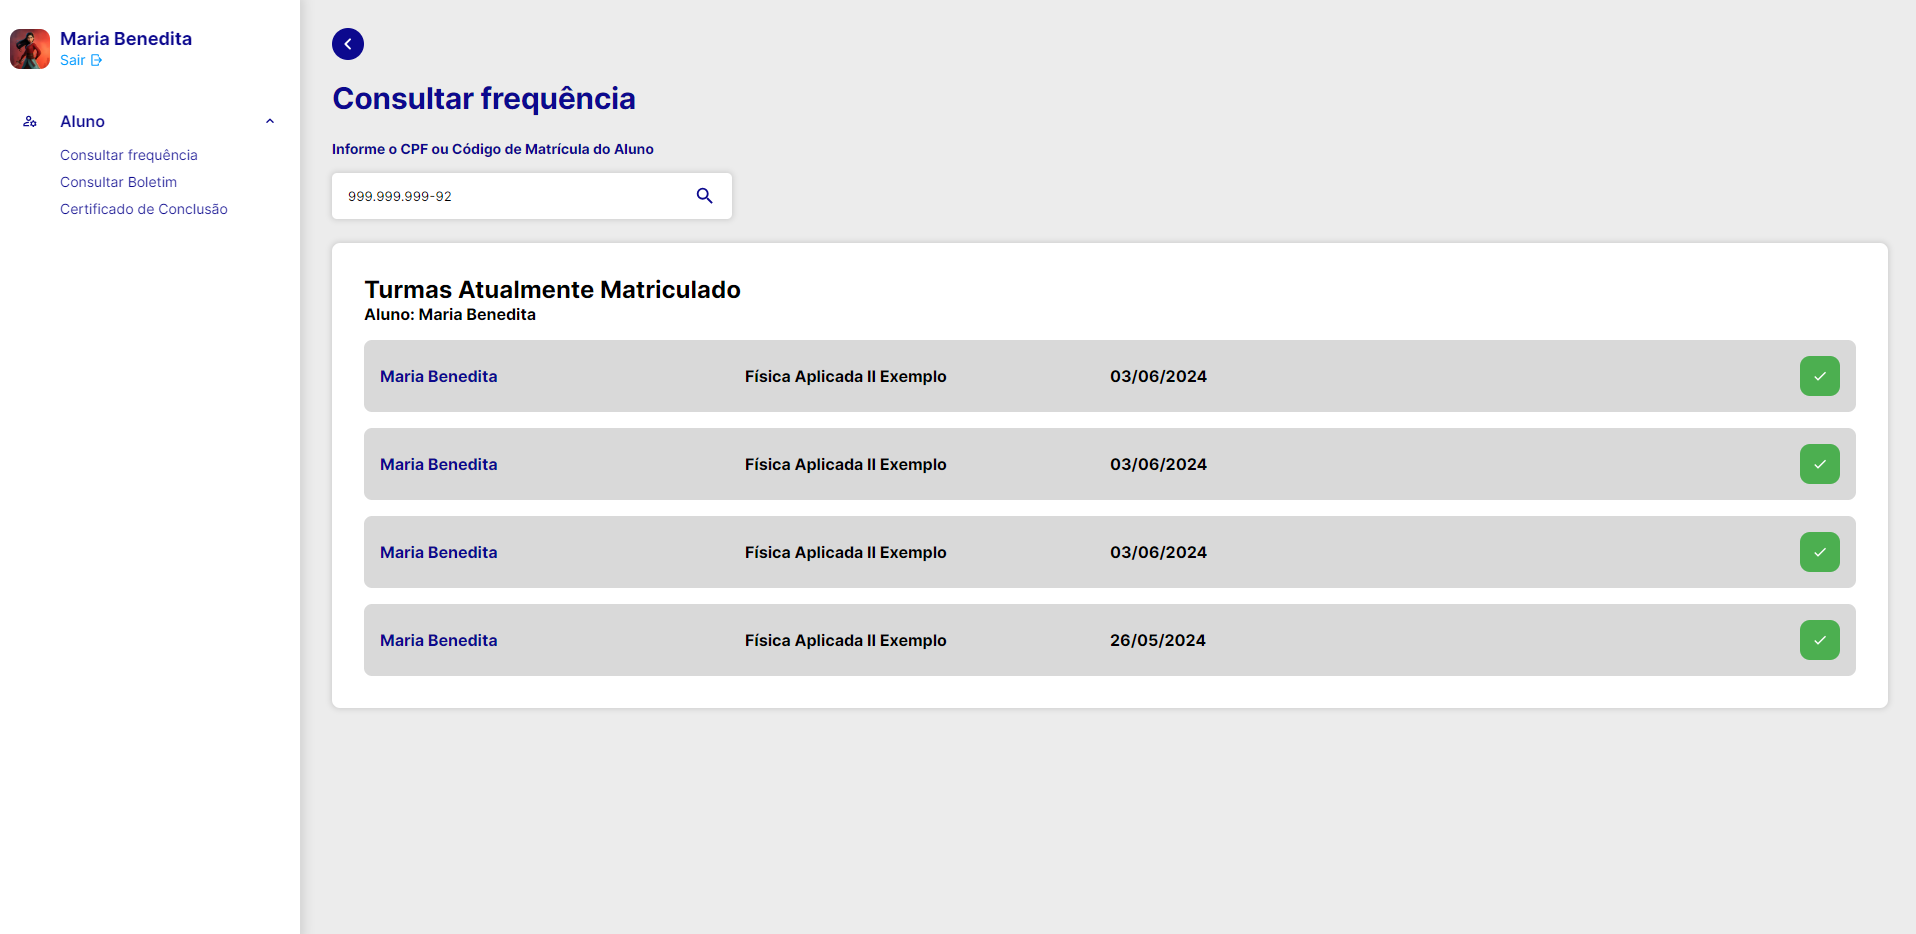 Maria Benedita
Sair
Aluno
Consultar frequência
Consultar Boletim
Certificado de Conclusão
Consultar frequência
Informe o CPF ou Código de Matrícula do Aluno
999.999.999-92
Turmas Atualmente Matriculado
Aluno: Maria Benedita
Maria Benedita Física Aplicada II Exemplo 03/06/2024
Maria Benedita Física Aplicada II Exemplo 03/06/2024
Maria Benedita Física Aplicada II Exemplo 03/06/2024
Maria Benedita Física Aplicada II Exemplo 26/05/2024